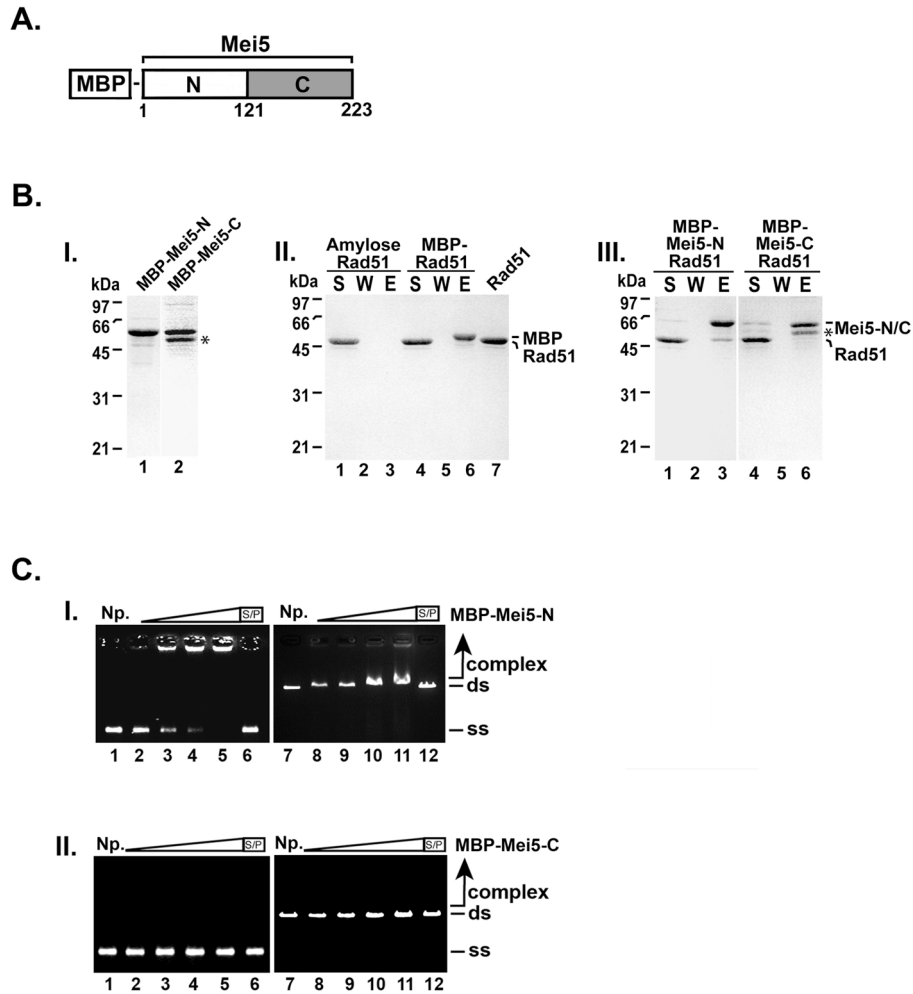 A.
Mei5
MBP - N C
1 121 223
B.
I.
MBP-Mei5-N
MBP-Mei5-C
kDa
97
66
45
31
21
*
1 2
II.
Amylose Rad51
MBP-Rad51
Rad51
kDa S W E S W E
97
66
45
31
21
MBP
Rad51
1 2 3 4 5 6 7
III.
MBP-Mei5-N Rad51
MBP-Mei5-C Rad51
kDa S W E S W E
97
66
45
31
21
Mei5-N/C
*
Rad51
1 2 3 4 5 6
C.
I.
Np. S/P Np. S/P MBP-Mei5-N
complex
ds
ss
1 2 3 4 5 6 7 8 9 10 11 12
II.
Np. S/P Np. S/P MBP-Mei5-C
complex
ds
ss
1 2 3 4 5 6 7 8 9 10 11 12